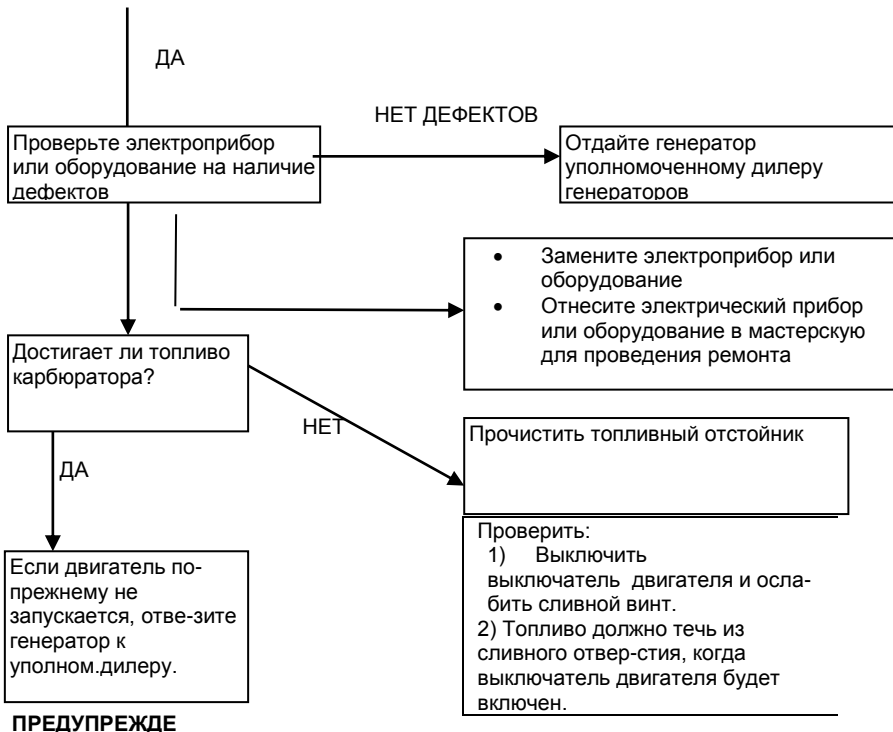 ДА
НЕТ ДЕФЕКТОВ
Проверьте электроприбор
или оборудование на наличие
дефектов
Отдайте генератор
уполномоченному дилеру
генераторов
• Замените электроприбор или
оборудование
• Отнесите электрический прибор
или оборудование в мастерскую
для проведения ремонта
Достигает ли топливо
карбюратора?
НЕТ
Прочистить топливный отстойник
ДА
Проверить:
1) Выключить
выключатель двигателя и осла-
бить сливной винт.
2) Топливо должно течь из
сливного отвер-стия, когда
выключатель двигателя будет
включен.
Если двигатель по-
прежнему не
запускается, отве-зите
генератор к
уполном.дилеру.
ПРЕДУПРЕЖДЕ